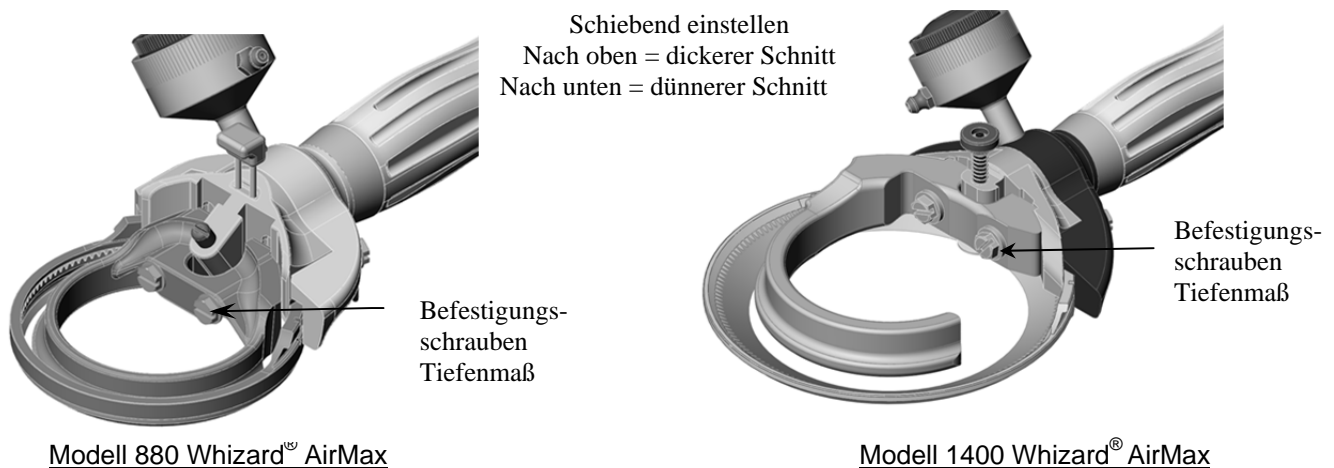 Schiebend einstellen
Nach oben = dickerer Schnitt
Nach unten = dünnerer Schnitt
Befestigungs-
schrauben
Tiefenmaß
Befestigungs-
schrauben
Tiefenmaß
Modell 880 Whizard® AirMax
Modell 1400 Whizard® AirMax